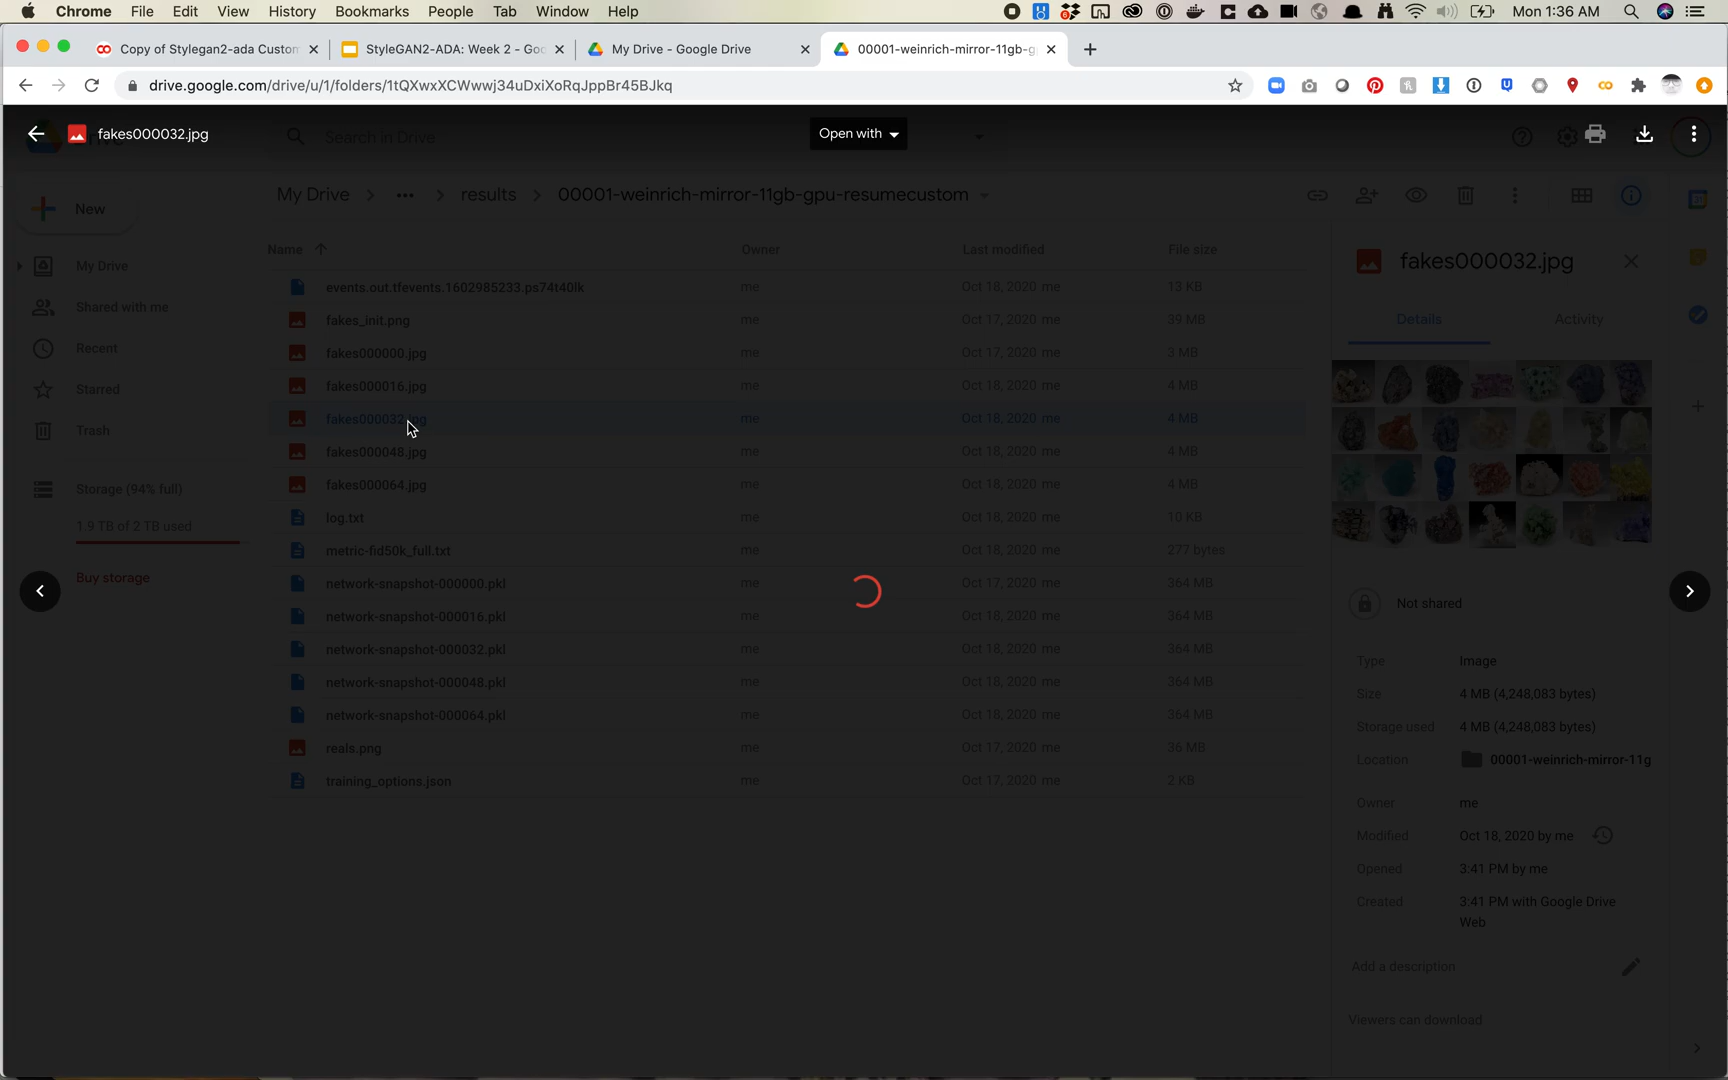 Chrome File Edit View History Bookmarks People Tab Window Help Mon 1:36 AM
Copy of Stylegan2-ada Custom StyleGAN2-ADA: Week 2 - Goo My Drive - Google Drive 00001-weinrich-mirror-11gb-g
drive.google.com/drive/u/1/folders/1tQXwxXCWwwj34uDxiXoRqJppBr45BJkq
fakes000032.jpg Search in Drive Open with
New My Drive > ••• > results > 00001-weinrich-mirror-11gb-gpu-resumecustom
Name Owner Last modified File size fakes000032.jpg
My Drive
Shared with me
Recent
Starred
Trash
Storage (94% full)
1.9 TB of 2 TB used
Buy storage
events.out.tfevents.1602985233.ps74t40lk me Oct 18, 2020 me 13 KB
fakes_init.png me Oct 17, 2020 me 39 MB
fakes000000.jpg me Oct 17, 2020 me 3 MB
fakes000016.jpg me Oct 18, 2020 me 4 MB
fakes000032.jpg me Oct 18, 2020 me 4 MB
fakes000048.jpg me Oct 18, 2020 me 4 MB
fakes000064.jpg me Oct 18, 2020 me 4 MB
log.txt me Oct 18, 2020 me 10 KB
metric-fid50k_full.txt me Oct 18, 2020 me 277 bytes
network-snapshot-000000.pkl me Oct 17, 2020 me 364 MB
network-snapshot-000016.pkl me Oct 18, 2020 me 364 MB
network-snapshot-000032.pkl me Oct 18, 2020 me 364 MB
network-snapshot-000048.pkl me Oct 18, 2020 me 364 MB
network-snapshot-000064.pkl me Oct 18, 2020 me 364 MB
reals.png me Oct 17, 2020 me 36 MB
training_options.json me Oct 17, 2020 me 2 KB
Details Activity
Not shared
Type Image
Size 4 MB (4,248,083 bytes)
Storage used 4 MB (4,248,083 bytes)
Location 00001-weinrich-mirror-11g
Owner me
Modified Oct 18, 2020 by me
Opened 3:41 PM by me
Created 3:41 PM with Google Drive
Web
Add a description
Viewers can download